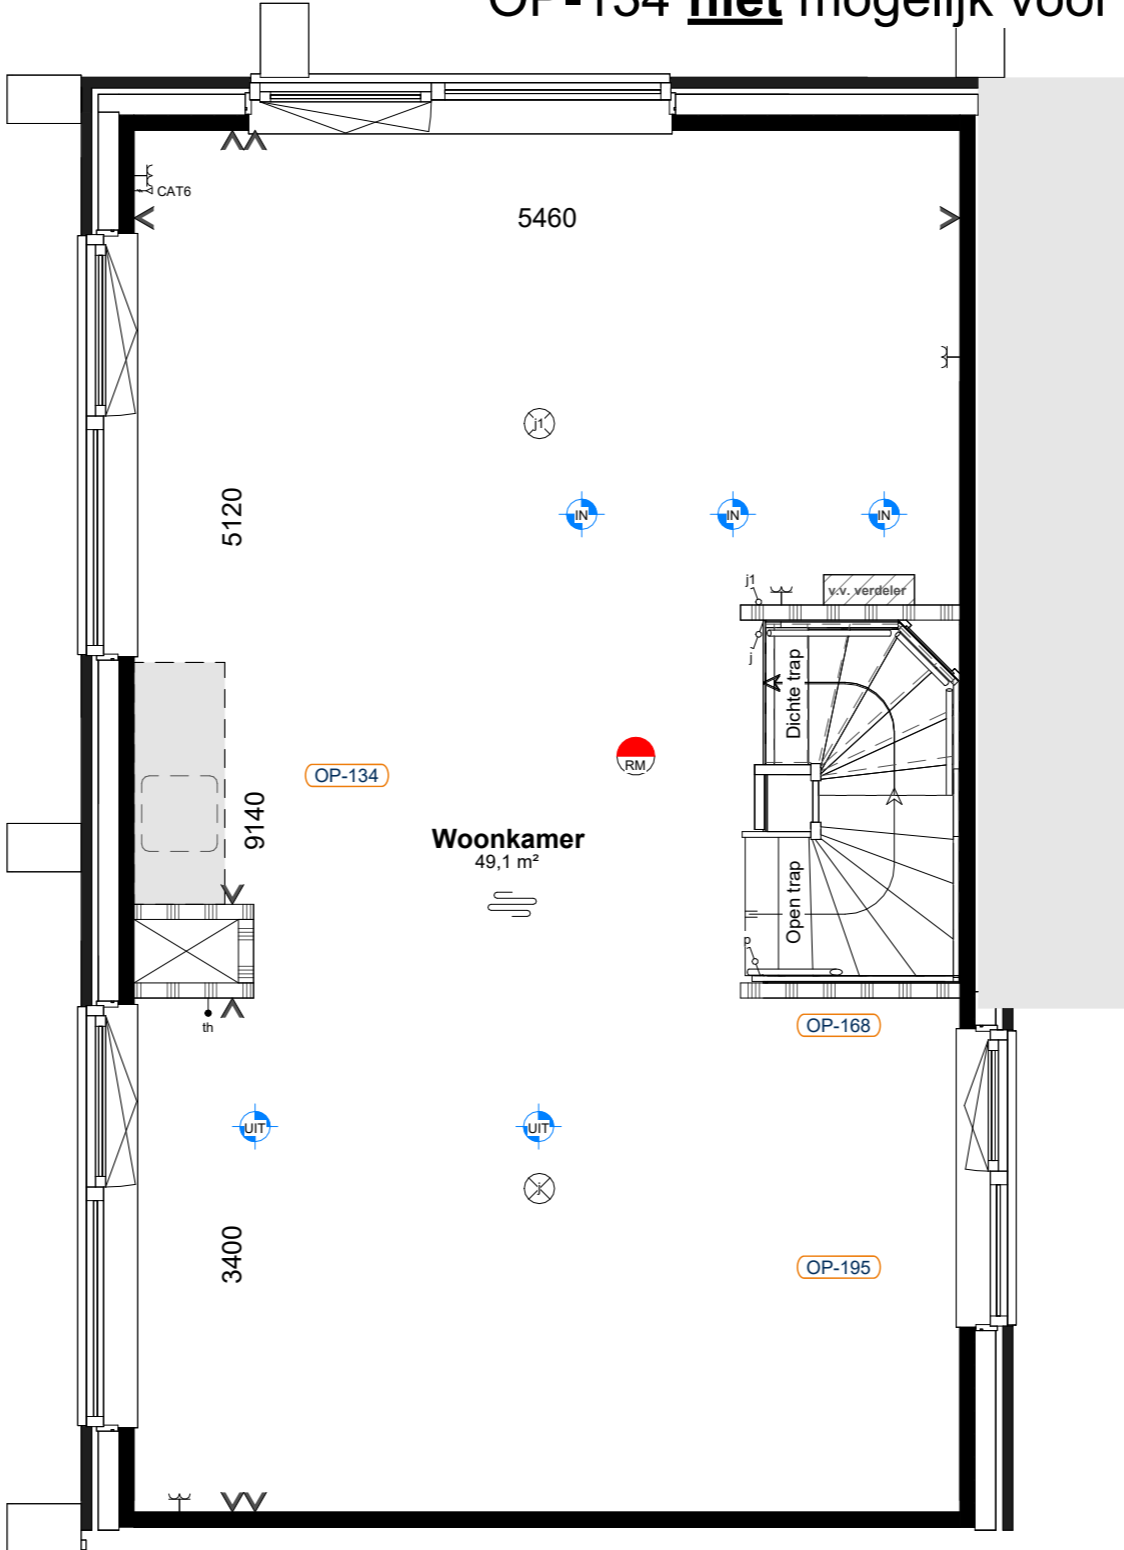 OP-134 niet mogelijk voor
CAT6
5460
j1
5120
IN
IN
IN
j1
v.v. verdeler
j
Dichte trap
OP-134
RM
9140
Woonkamer
49,1 m²
Open trap
p
th
OP-168
UIT
UIT
j
3400
OP-195